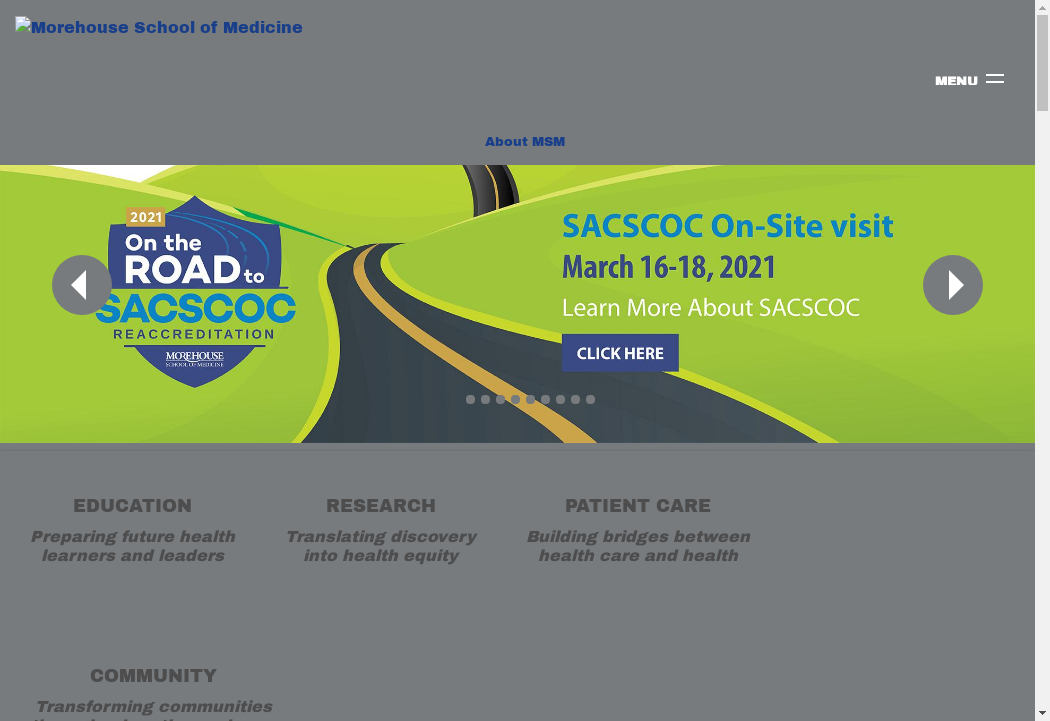 Morehouse School of Medicine
MENU
About MSM
2021
On the
ROAD to
SACSCOC
REACCREDITATION
MOREHOUSE
SCHOOL OF MEDICINE
SACSCOC On-Site visit
March 16-18, 2021
Learn More About SACSCOC
CLICK HERE
EDUCATION
Preparing future health
learners and leaders
RESEARCH
Translating discovery
into health equity
PATIENT CARE
Building bridges between
health care and health
COMMUNITY
Transforming communities